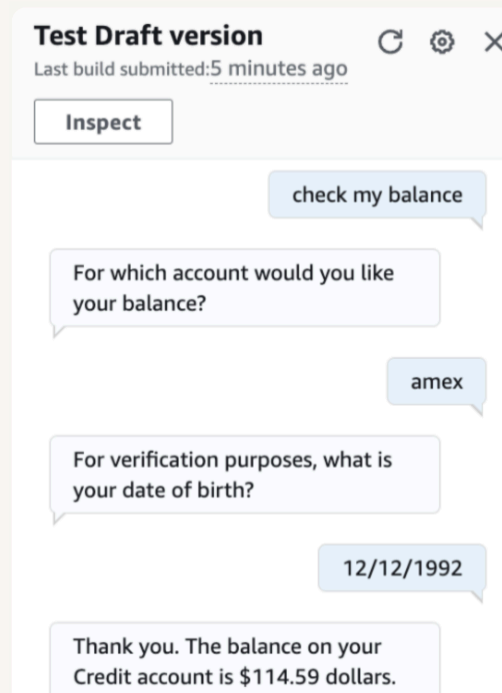 Test Draft version
Last build submitted:5 minutes ago
Inspect
check my balance
For which account would you like
your balance?
amex
For verification purposes, what is
your date of birth?
12/12/1992
Thank you. The balance on your
Credit account is $114.59 dollars.